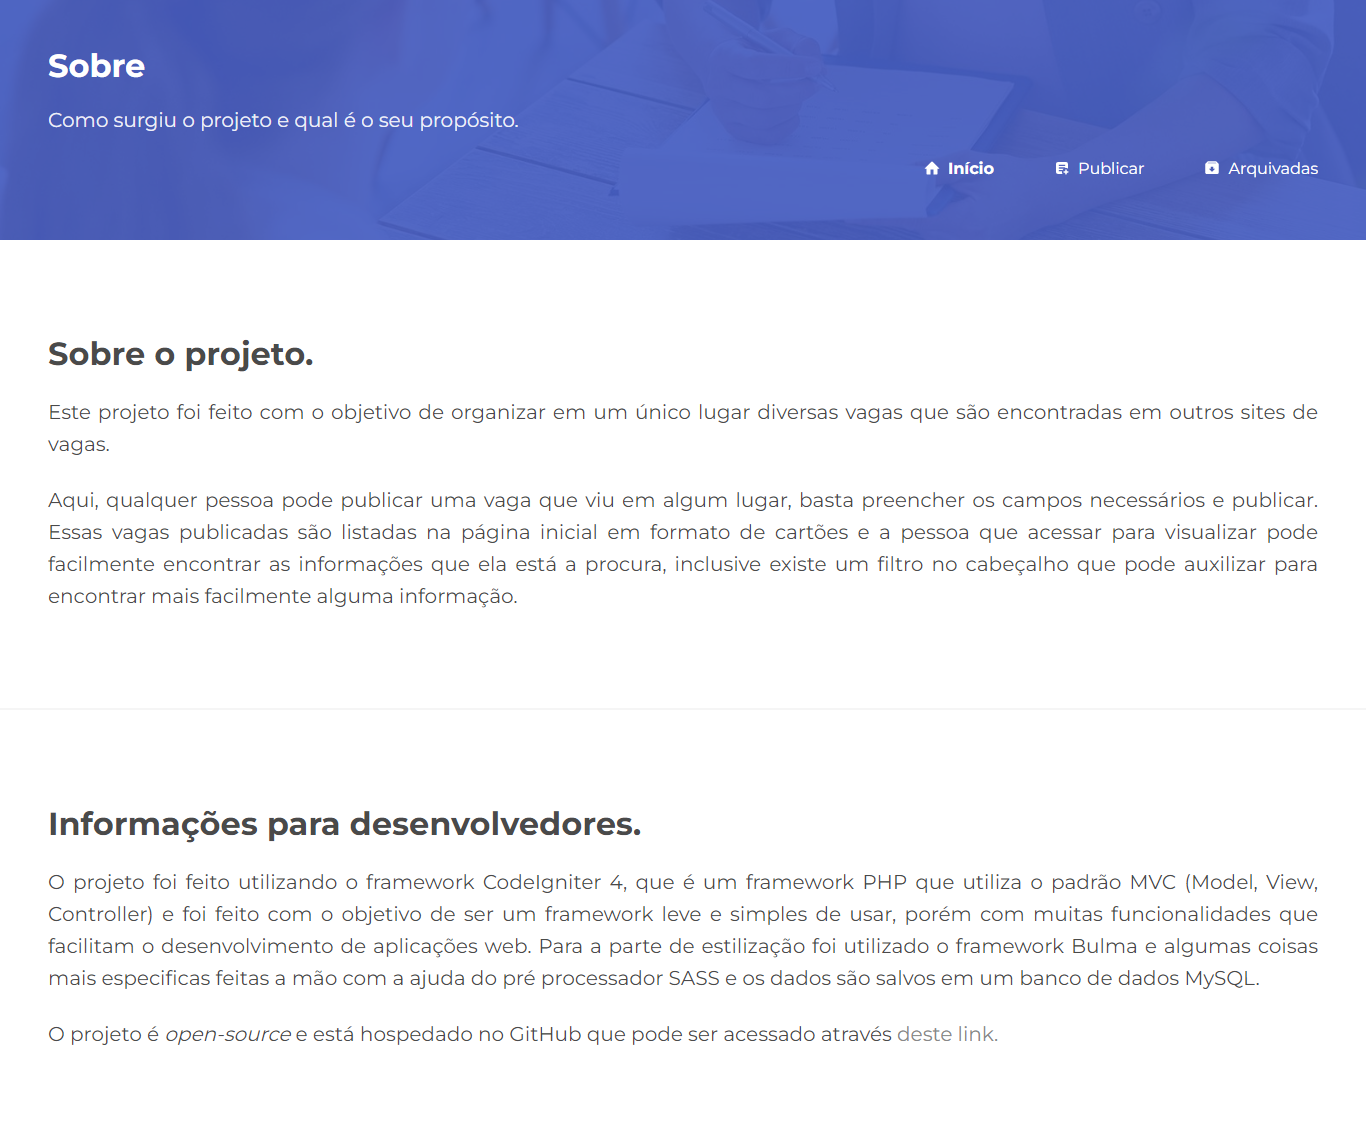 Sobre
Como surgiu o projeto e qual é o seu propósito.
Início Publicar Arquivadas
Sobre o projeto.
Este projeto foi feito com o objetivo de organizar em um único lugar diversas vagas que são encontradas em outros sites de
vagas.
Aqui, qualquer pessoa pode publicar uma vaga que viu em algum lugar, basta preencher os campos necessários e publicar.
Essas vagas publicadas são listadas na página inicial em formato de cartões e a pessoa que acessar para visualizar pode
facilmente encontrar as informações que ela está a procura, inclusive existe um filtro no cabeçalho que pode auxilizar para
encontrar mais facilmente alguma informação.
Informações para desenvolvedores.
O projeto foi feito utilizando o framework CodeIgniter 4, que é um framework PHP que utiliza o padrão MVC (Model, View,
Controller) e foi feito com o objetivo de ser um framework leve e simples de usar, porém com muitas funcionalidades que
facilitam o desenvolvimento de aplicações web. Para a parte de estilização foi utilizado o framework Bulma e algumas coisas
mais especificas feitas a mão com a ajuda do pré processador SASS e os dados são salvos em um banco de dados MySQL.
O projeto é open-source e está hospedado no GitHub que pode ser acessado através deste link.